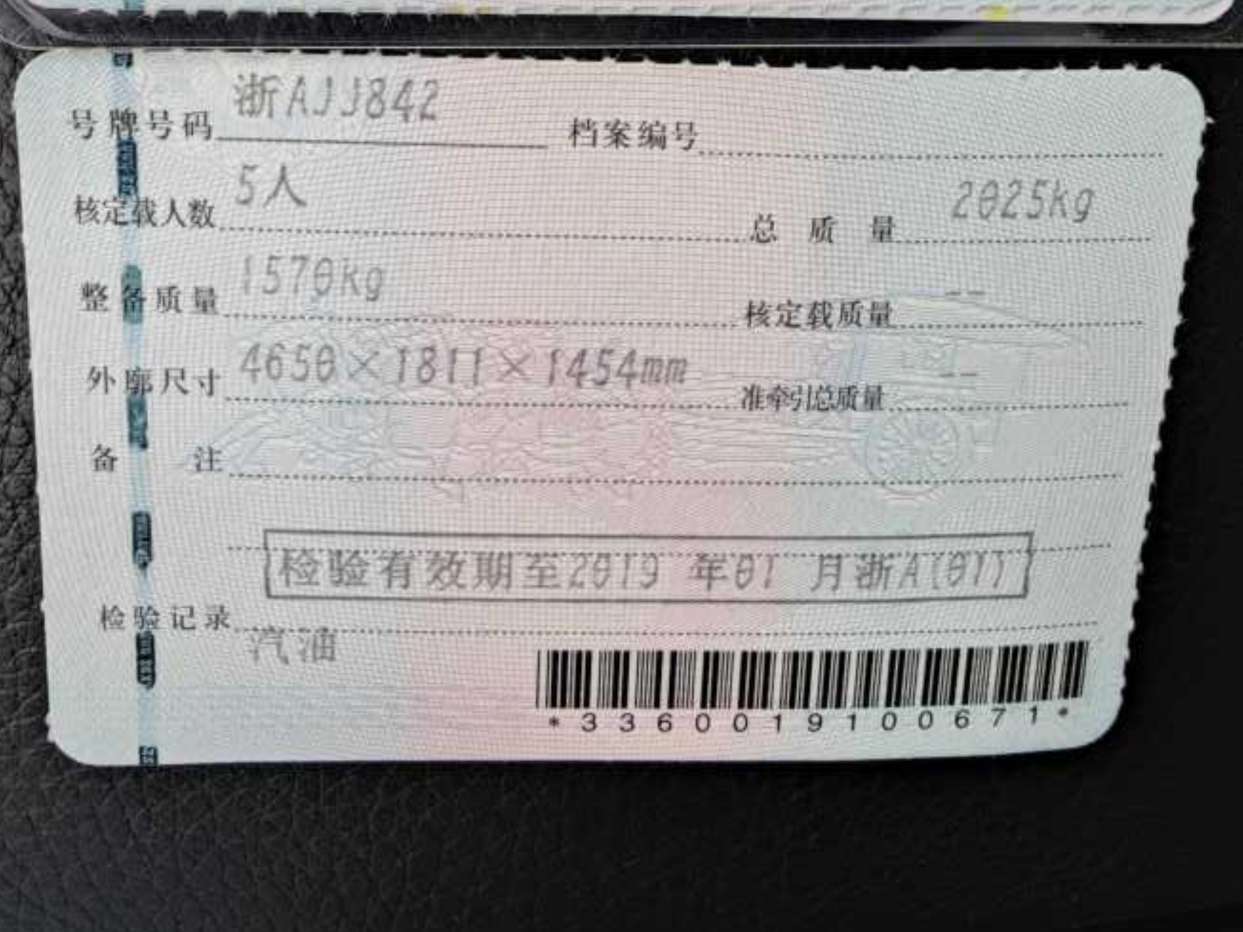 号牌号码 浙AJJ842 档案编号
核定载人数 5人 总质量 2025kg
整备质量 1570kg 核定载质量 --
外廓尺寸 4650×1811×1454mm 准牵引总质量 --
备注
检验有效期至2019 年01 月浙A(01)
检验记录
汽油
*3360019100671*